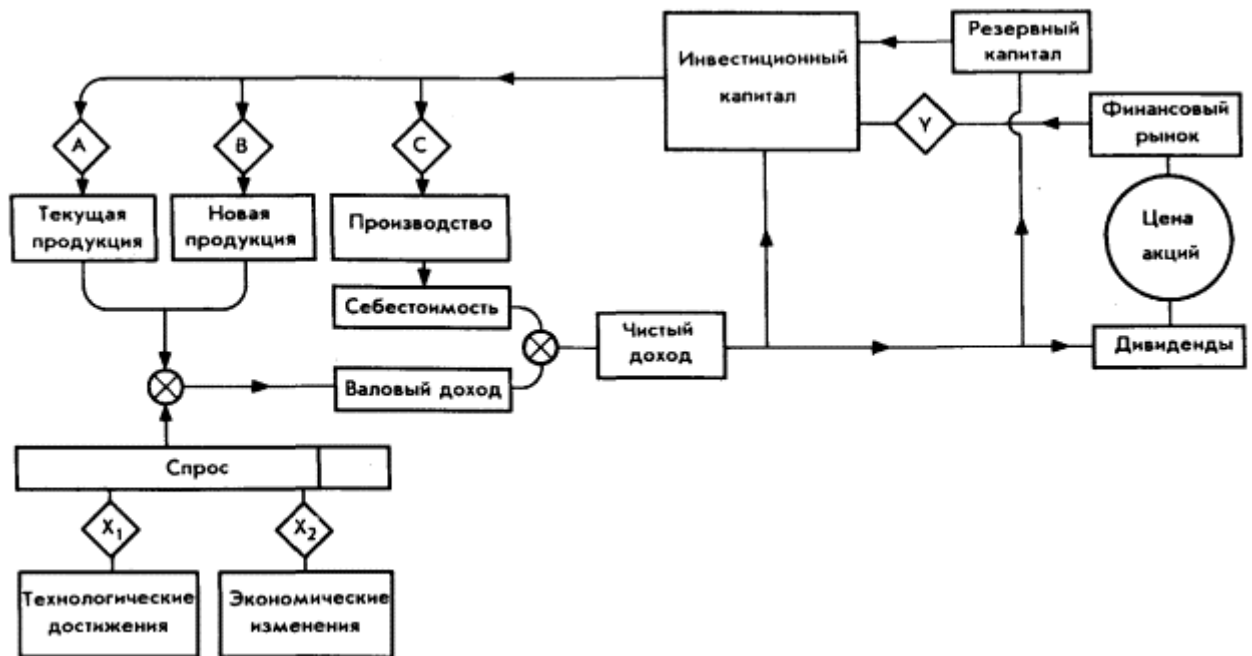 Инвестиционный
капитал
Резервный
капитал
Финансовый
рынок
Y
A
B
C
Текущая
продукция
Новая
продукция
Производство
Цена
акций
Себестоимость
Чистый
доход
Дивиденды
Валовый доход
Спрос
X1
X2
Технологические
достижения
Экономические
изменения